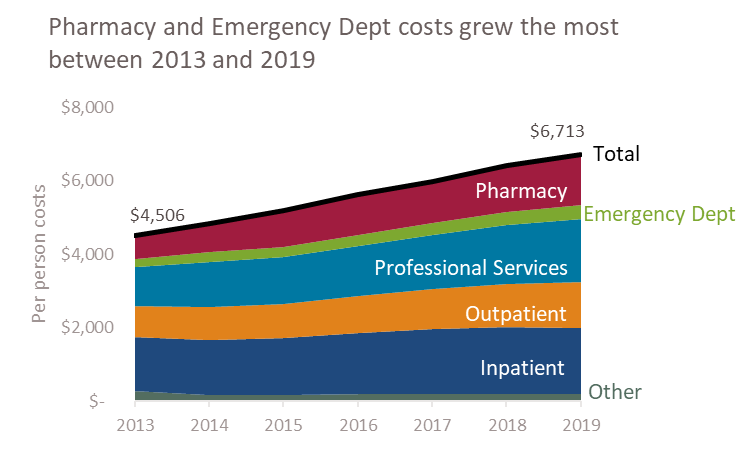 Pharmacy and Emergency Dept costs grew the most
between 2013 and 2019
Per person costs
$8,000
$6,000
$4,000
$2,000
$-
$4,506
$6,713
Total
Pharmacy
Emergency Dept
Professional Services
Outpatient
Inpatient
Other
2013 2014 2015 2016 2017 2018 2019